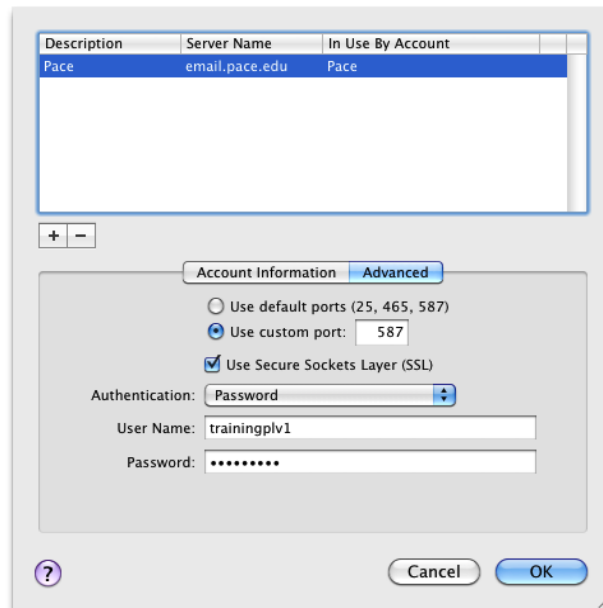 Description Server Name In Use By Account
Pace email.pace.edu Pace
+ −
Account Information Advanced
Use default ports (25, 465, 587)
Use custom port: 587
Use Secure Sockets Layer (SSL)
Authentication: Password
User Name: trainingplv1
Password: •••••••••
? Cancel OK